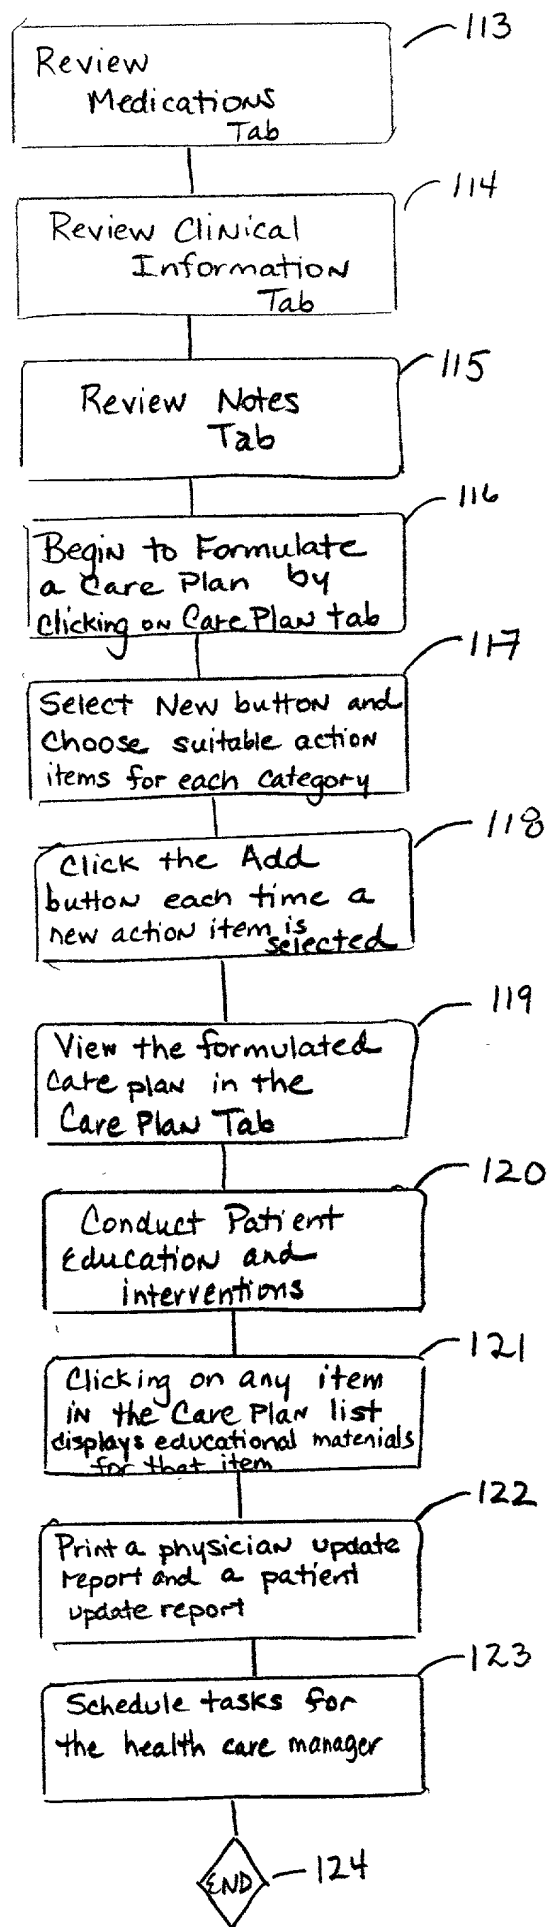 113
Review
Medications
Tab
114
Review Clinical
Information
Tab
115
Review Notes
Tab
116
Begin to Formulate
a Care Plan by
Clicking on Care Plan tab
117
Select New button and
Choose suitable action
items for each category
118
Click the Add
button each time a
new action item is
selected
119
View the formulated
Cate plan in the
Care Plan Tab
120
Conduct Patient
Education and
interventions
121
Clicking on any item
in the Care Plan list
displays educational materials
for that item
122
Print a physician update
report and a patient
update report
123
Schedule tasks for
the health care manager
END
124